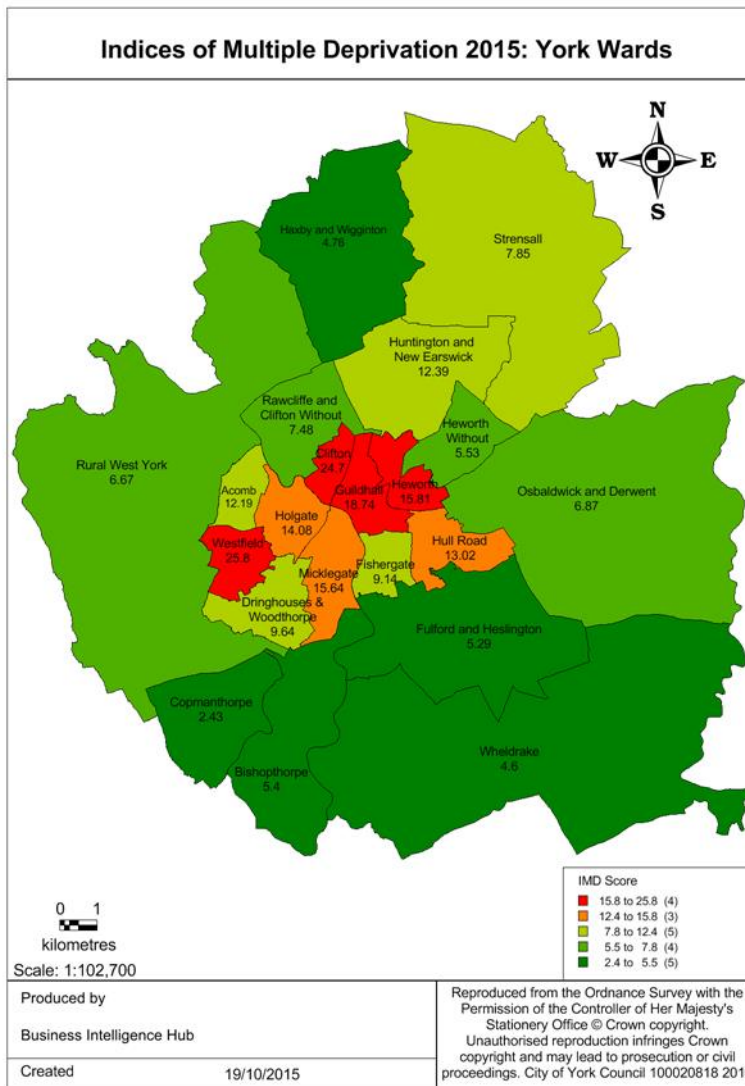 Indices of Multiple Deprivation 2015: York Wards
N
W
E
S
Haxby and Wigginton
4.76
Strensall
7.85
Huntington and
New Earswick
12.39
Rawcliffe and
Clifton Without
7.48
Heworth
Without
5.53
Rural West York
6.67
Clifton
24.7
Guildhall
18.74
Heworth
15.81
Osbaldwick and Derwent
6.87
Acomb
12.19
Holgate
14.08
Westfield
25.8
Hull Road
13.02
Micklegate
15.64
Fishergate
9.14
Dringhouses &
Woodthorpe
9.64
Fulford and Heslington
5.29
Copmanthorpe
2.43
Bishopthorpe
5.4
Wheldrake
4.6
0 1
kilometres
Scale: 1:102,700
IMD Score
15.8 to 25.8 (4)
12.4 to 15.8 (3)
7.8 to 12.4 (5)
5.5 to 7.8 (4)
2.4 to 5.5 (5)
Produced by
Business Intelligence Hub
Created 19/10/2015
Reproduced from the Ordnance Survey with the
Permission of the Controller of Her Majesty's
Stationery Office © Crown copyright.
Unauthorised reproduction infringes Crown
copyright and may lead to prosecution or civil
proceedings. City of York Council 100020818 201